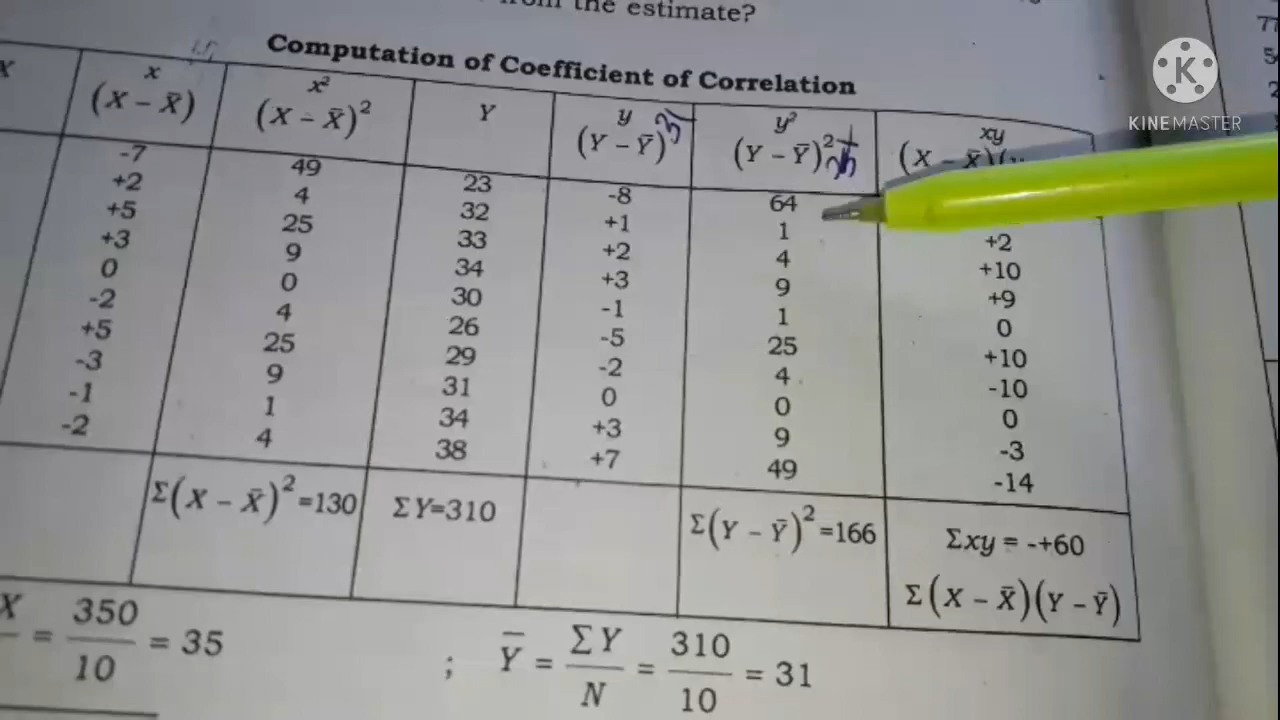 from the estimate?
Computation of Coefficient of Correlation
X x x² Y y y² xy
(X - X̄) (X - X̄)² (Y - Ȳ) (Y - Ȳ)² (X - X̄)
-7 49 23 -8 64
+2 4 32 +1 1 +2
+5 25 33 +2 4 +10
+3 9 34 +3 9 +9
0 0 30 -1 1 0
-2 4 26 -5 25 +10
+5 25 29 -2 4 -10
-3 9 31 0 0 0
-1 1 34 +3 9 -3
-2 4 38 +7 49 -14
Σ(X - X̄)² =130 ΣY=310 Σ(Y - Ȳ)² =166 Σxy = -+60
Σ(X - X̄)(Y - Ȳ)
X = 350/10 = 35 ; Ȳ = ΣY/N = 310/10 = 31
K
KINEMASTER